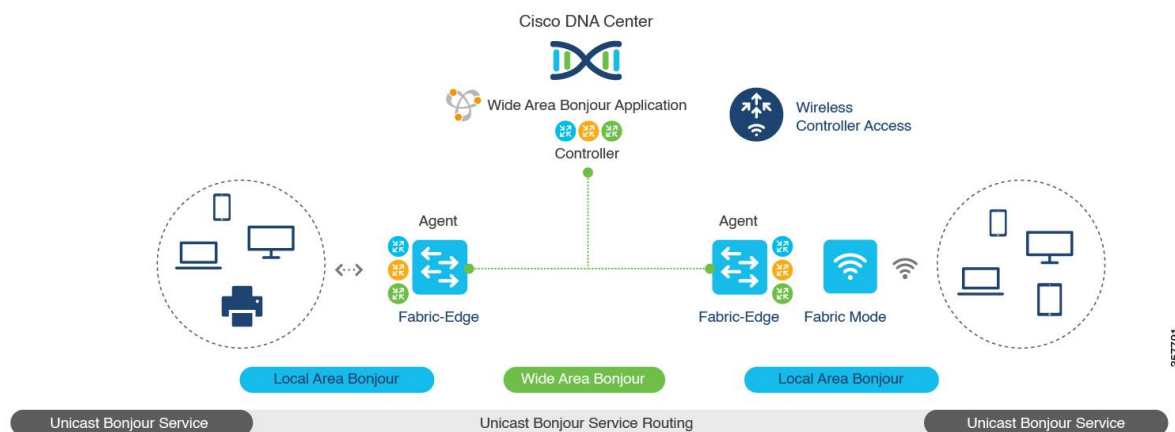 Cisco DNA Center
Wide Area Bonjour Application
Controller
Wireless
Controller Access
Agent
Agent
Fabric-Edge
Fabric-Edge
Fabric Mode
Local Area Bonjour
Wide Area Bonjour
Local Area Bonjour
Unicast Bonjour Service
Unicast Bonjour Service Routing
Unicast Bonjour Service